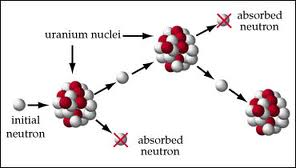 absorbed
neutron
uranium nuclei
initial
neutron
absorbed
neutron